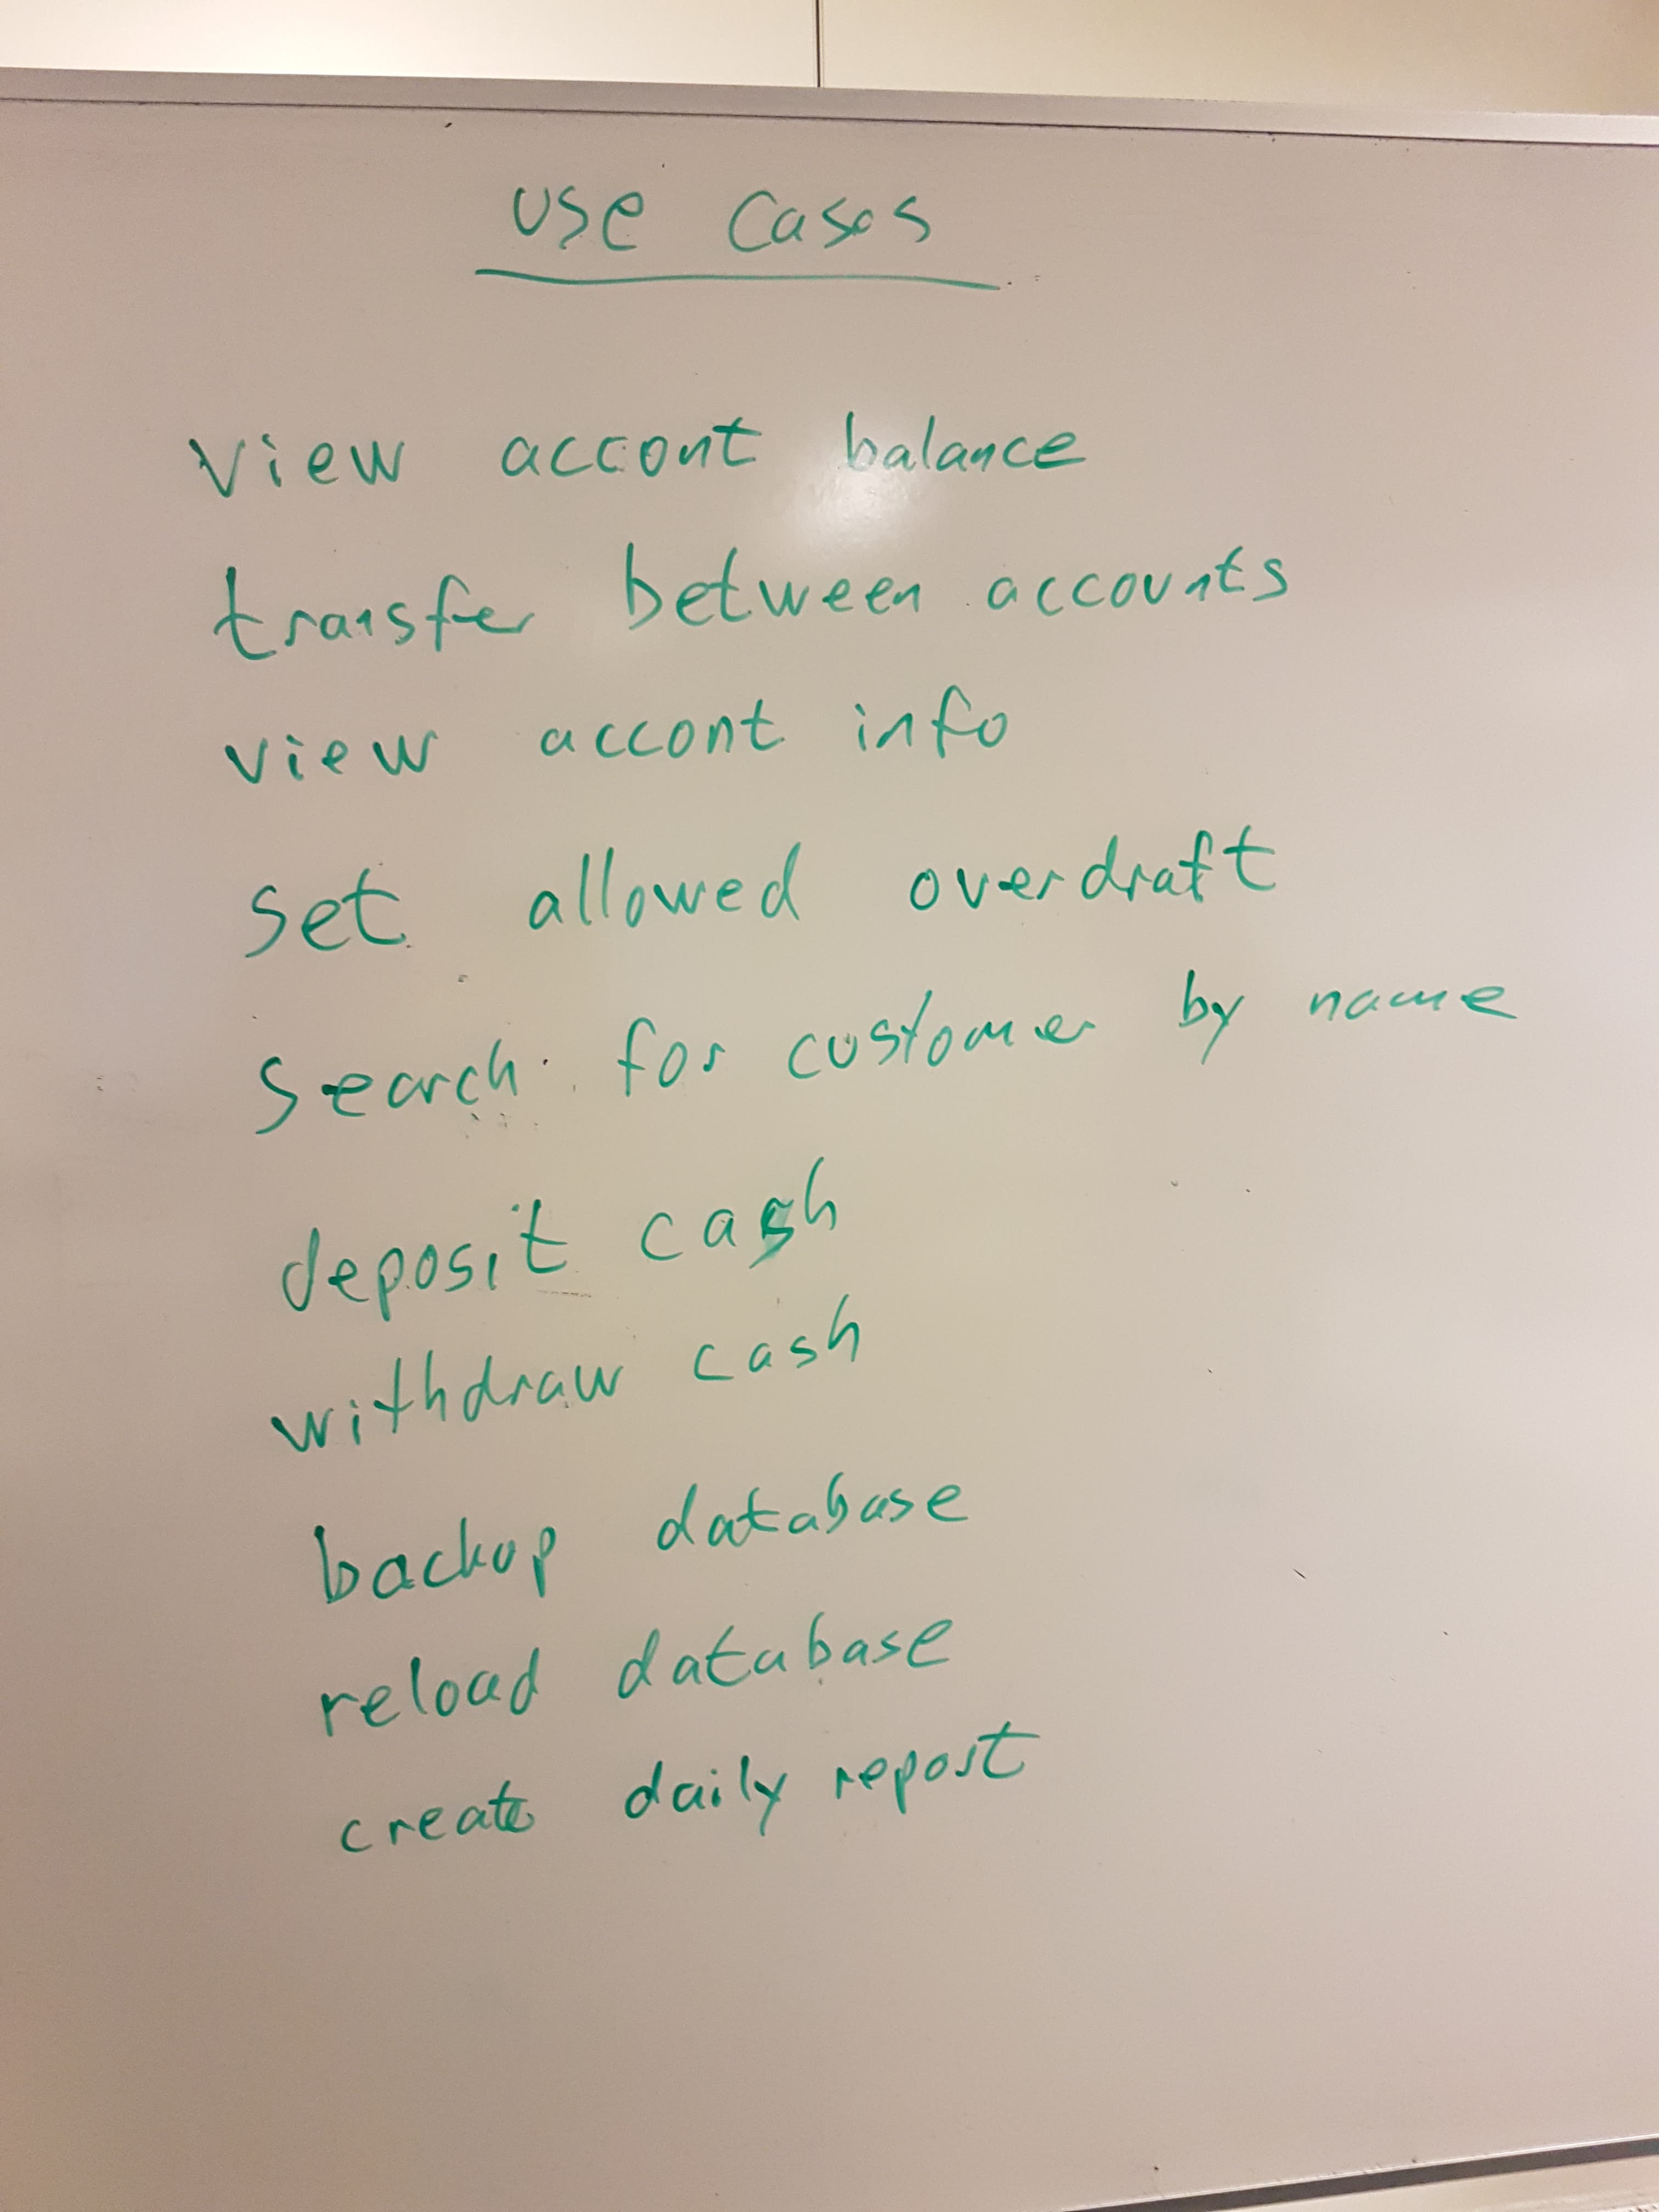 use cases
view accont balance
transfer between accounts
view accont info
set allowed overdraft
search for customer by name
deposit cash
withdraw cash
backup database
reload database
create daily report